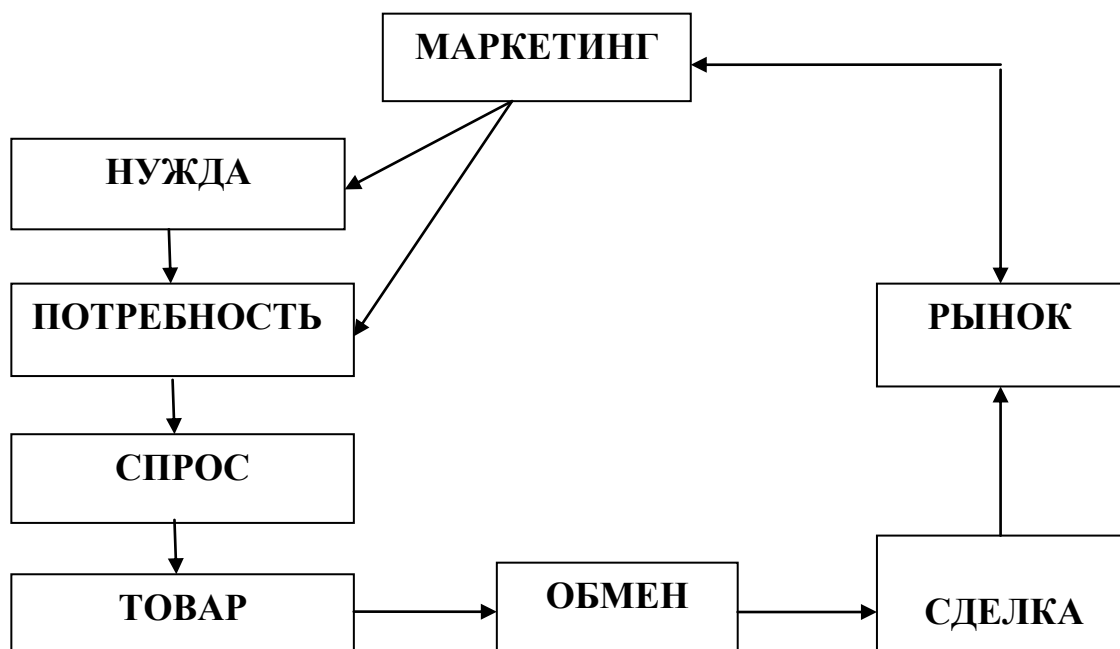 МАРКЕТИНГ
НУЖДА
ПОТРЕБНОСТЬ
РЫНОК
СПРОС
ТОВАР
ОБМЕН
СДЕЛКА